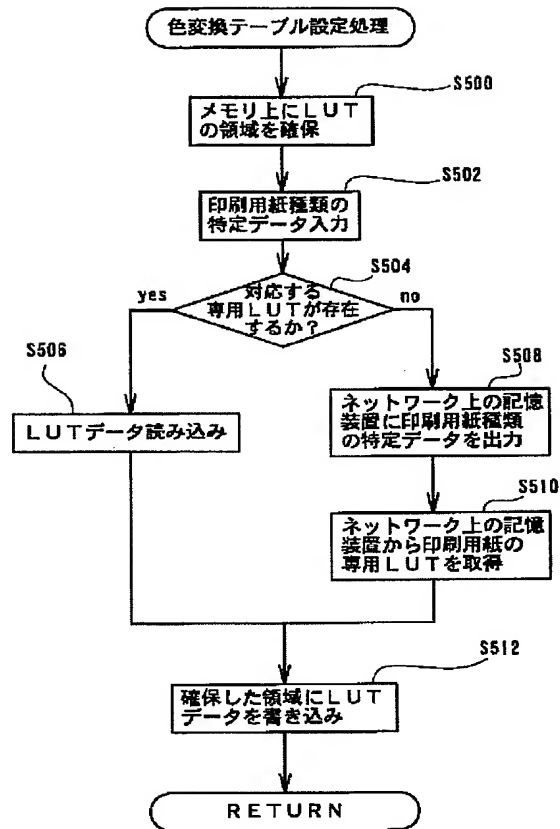 色変換テーブル設定処理
S500
メモリ上にLUT
の領域を確保
S502
印刷用紙種類の
特定データ入力
S504
対応する
専用LUTが存在
するか？
yes
no
S506
LUTデータ読み込み
S508
ネットワーク上の記憶
装置に印刷用紙種類
の特定データを出力
S510
ネットワーク上の記憶
装置から印刷用紙の
専用LUTを取得
S512
確保した領域にLUT
データを書き込み
RETURN